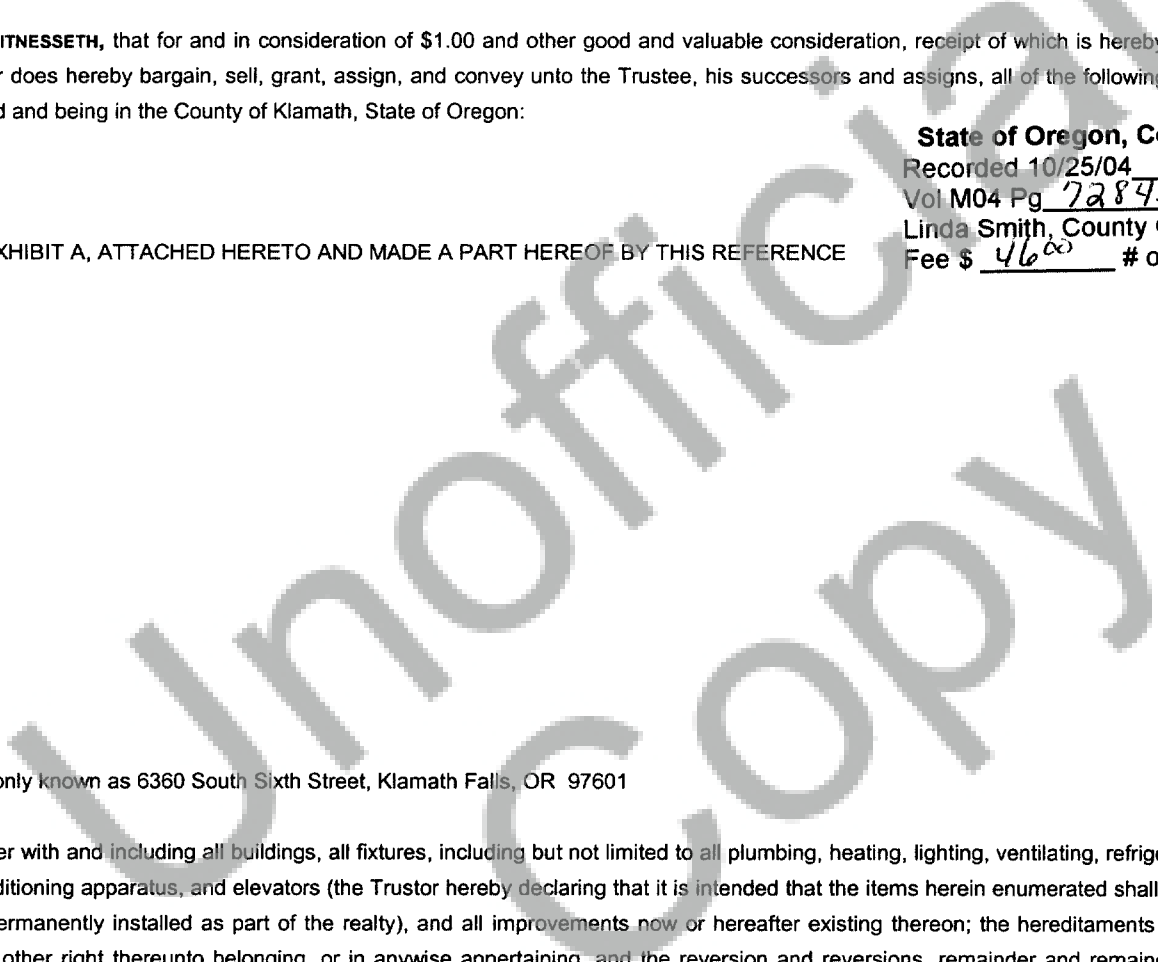 ITNESSETH, that for and in consideration of $1.00 and other good and valuable consideration, receipt of which is hereby
r does hereby bargain, sell, grant, assign, and convey unto the Trustee, his successors and assigns, all of the following
d and being in the County of Klamath, State of Oregon:
State of Oregon, Co
Recorded 10/25/04
Vol M04 Pg 7284
Linda Smith, County
Fee $ 46 00 # o
XHIBIT A, ATTACHED HERETO AND MADE A PART HEREOF BY THIS REFERENCE
Unofficial
Copy
only known as 6360 South Sixth Street, Klamath Falls, OR 97601
er with and including all buildings, all fixtures, including but not limited to all plumbing, heating, lighting, ventilating, refrige
ditioning apparatus, and elevators (the Trustor hereby declaring that it is intended that the items herein enumerated shall
ermanently installed as part of the realty), and all improvements now or hereafter existing thereon; the hereditaments
other right thereunto belonging, or in anywise appertaining, and the reversion and reversions, remainder and remain